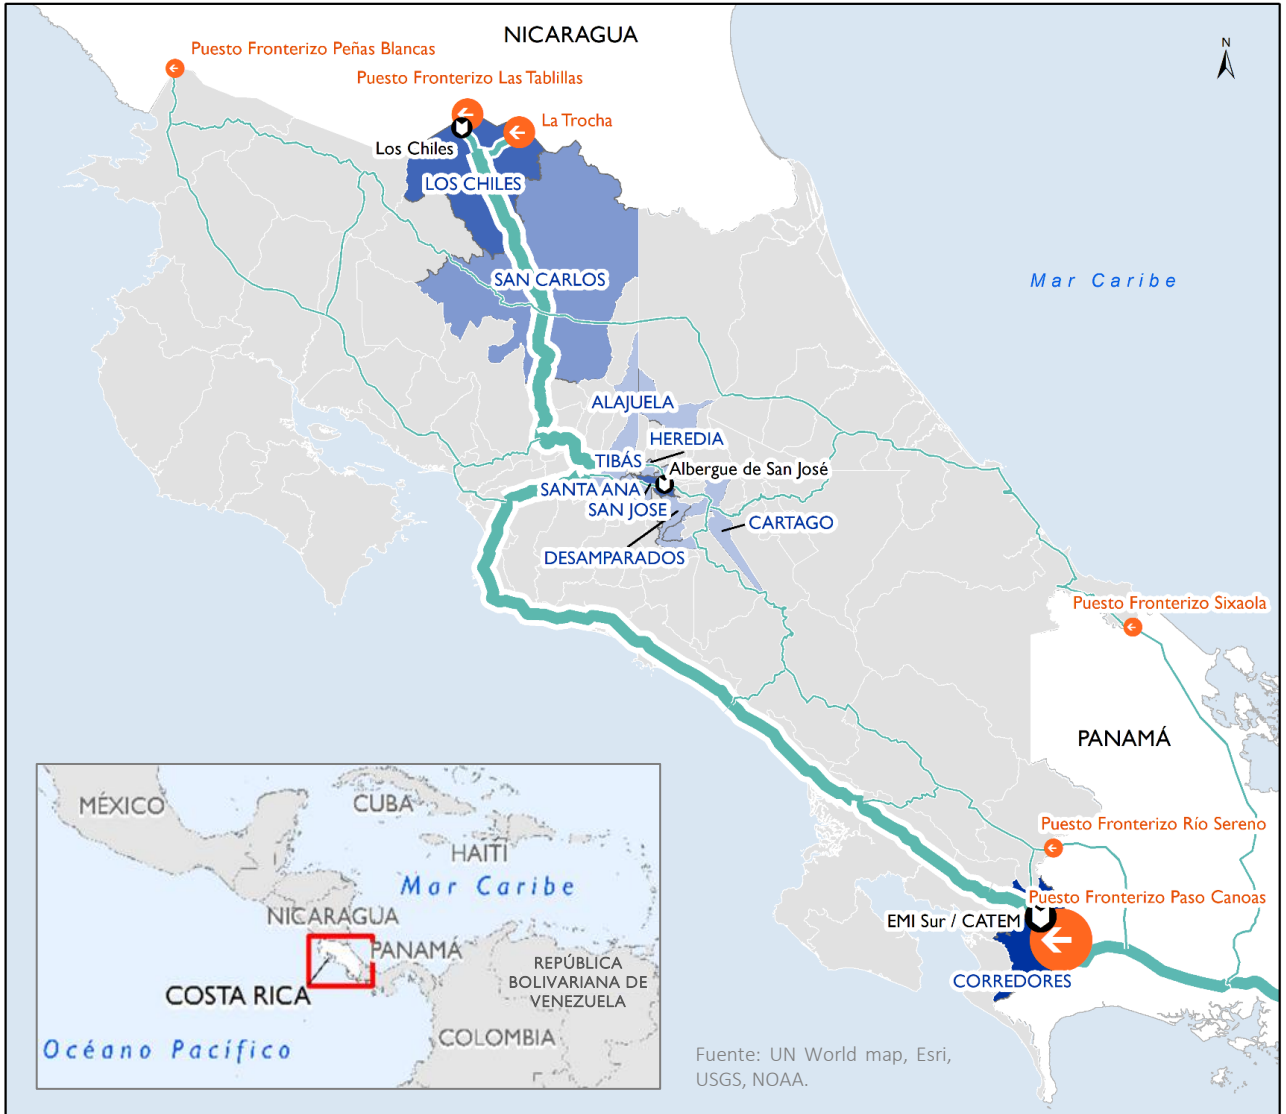 NICARAGUA
N
Puesto Fronterizo Peñas Blancas
Puesto Fronterizo Las Tablillas
La Trocha
Los Chiles
LOS CHILES
SAN CARLOS
Mar Caribe
ALAJUELA
HEREDIA
TIBÁS
Albergue de San José
SANTA ANA
SAN JOSE
CARTAGO
DESAMPARADOS
Puesto Fronterizo Sixaola
PANAMÁ
Puesto Fronterizo Río Sereno
Puesto Fronterizo Paso Canoas
EMI Sur / CATEM
CORREDORES
MÉXICO
CUBA
HAITÍ
Mar Caribe
NICARAGUA
PANAMÁ
REPÚBLICA
BOLIVARIANA DE
VENEZUELA
COSTA RICA
COLOMBIA
Océano Pacífico
Fuente: UN World map, Esri,
USGS, NOAA.